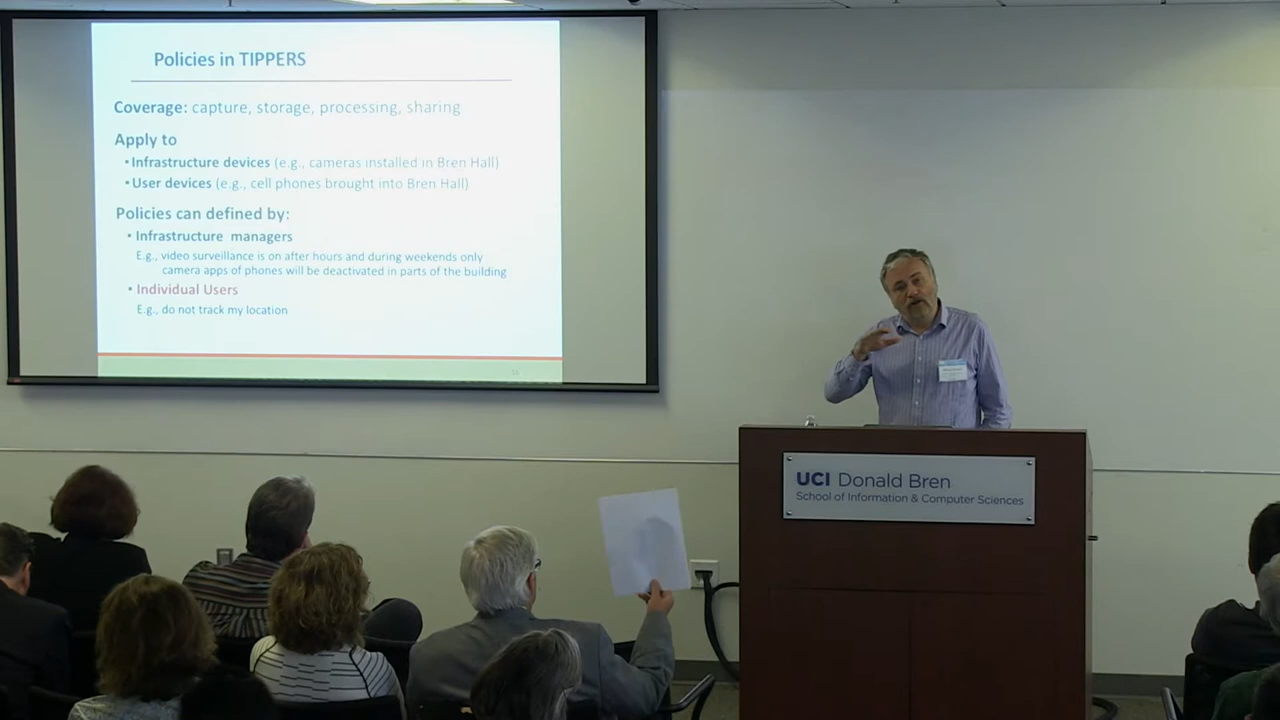 Policies in TIPPERS
Coverage: capture, storage, processing, sharing
Apply to
•Infrastructure devices (e.g., cameras installed in Bren Hall)
•User devices (e.g., cell phones brought into Bren Hall)
Policies can defined by:
• Infrastructure managers
E.g., video surveillance is on after hours and during weekends only
camera apps of phones will be deactivated in parts of the building
• Individual Users
E.g., do not track my location
UCI Donald Bren
School of Information & Computer Sciences